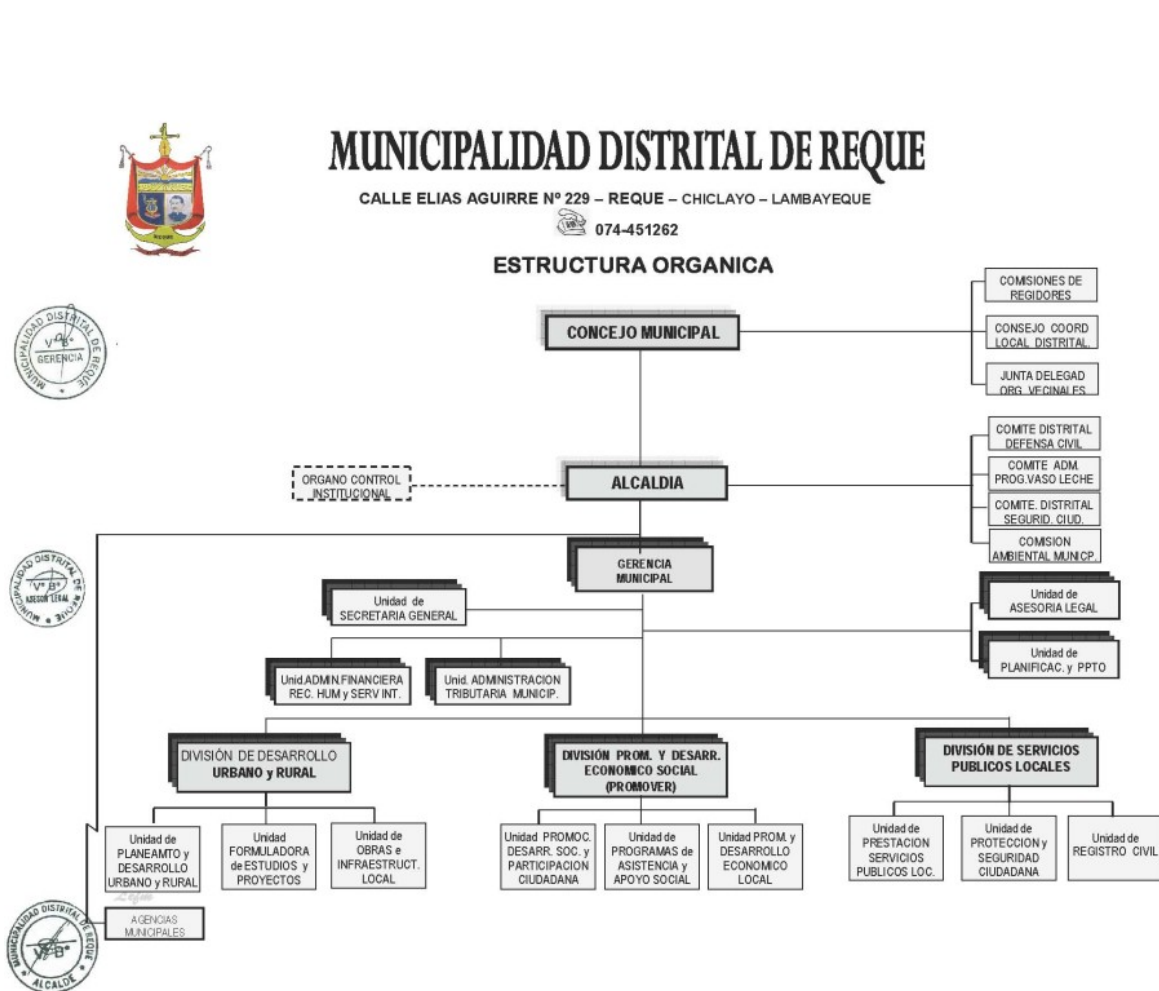 MUNICIPALIDAD DISTRITAL DE REQUE
CALLE ELIAS AGUIRRE Nº 229 – REQUE – CHICLAYO – LAMBAYEQUE
074-451262
ESTRUCTURA ORGANICA
COMISIONES DE
REGIDORES
CONCEJO MUNICIPAL
CONSEJO COORD
LOCAL DISTRITAL.
JUNTA DELEGAD
ORG. VECINALES
MUNICIPALIDAD DISTRITAL DE REQUE
V°B°
GERENCIA
COMITE DISTRITAL
DEFENSA CIVIL
COMITE ADM.
PROG.VASO LECHE
COMITE. DISTRITAL
SEGURID. CIUD.
COMISION
AMBIENTAL MUNICP.
ORGANO CONTROL
INSTITUCIONAL
ALCALDIA
GERENCIA
MUNICIPAL
MUNICIPALIDAD DISTRITAL DE REQUE
V° B°
ASESOR LEGAL
Unidad de
SECRETARIA GENERAL
Unidad de
ASESORIA LEGAL
Unidad de
PLANIFICAC. y PPTO
Unid.ADMIN.FINANCIERA
REC. HUM y SERV INT.
Unid. ADMINISTRACION
TRIBUTARIA MUNICIP.
DIVISIÓN DE DESARROLLO
URBANO y RURAL
DIVISIÓN PROM. Y DESARR.
ECONOMICO SOCIAL
(PROMOVER)
DIVISIÓN DE SERVICIOS
PUBLICOS LOCALES
Unidad de
PLANEAMTO y
DESARROLLO
URBANO y RURAL
Unidad
FORMULADORA
de ESTUDIOS y
PROYECTOS
Unidad de
OBRAS e
INFRAESTRUCT.
LOCAL
Unidad PROMOC.
DESARR. SOC. y
PARTICIPACION
CIUDADANA
Unidad de
PROGRAMAS de
ASISTENCIA y
APOYO SOCIAL
Unidad PROM. y
DESARROLLO
ECONOMICO
LOCAL
Unidad de
PRESTACION
SERVICIOS
PUBLICOS LOC.
Unidad de
PROTECCION y
SEGURIDAD
CIUDADANA
Unidad de
REGISTRO CIVIL
AGENCIAS
MUNICIPALES
MUNICIPALIDAD DISTRITAL DE REQUE
V°B°
ALCALDE